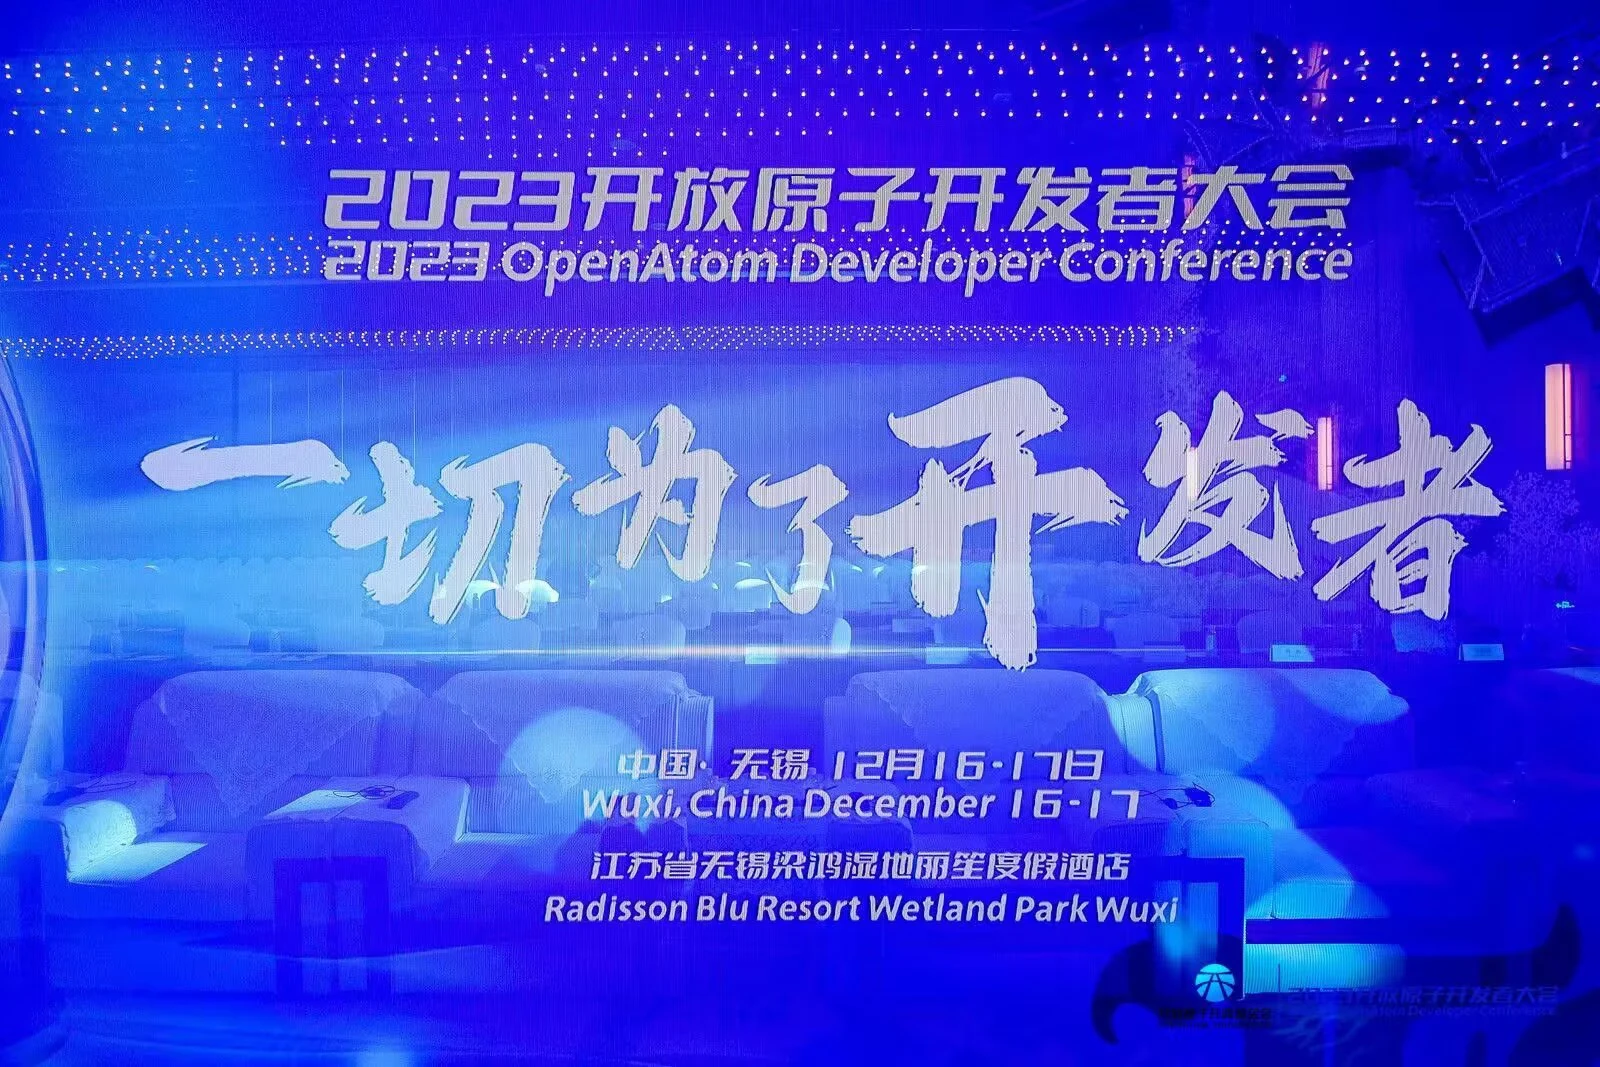 2023开放原子开发者大会
2023 OpenAtom Developer Conference
一切为了开发者
中国·无锡 12月16-17日
Wuxi, China December 16-17
江苏省无锡梁鸿湿地丽笙度假酒店
Radisson Blu Resort Wetland Park Wuxi
2023开放原子开发者大会
OpenAtom Developer Conference